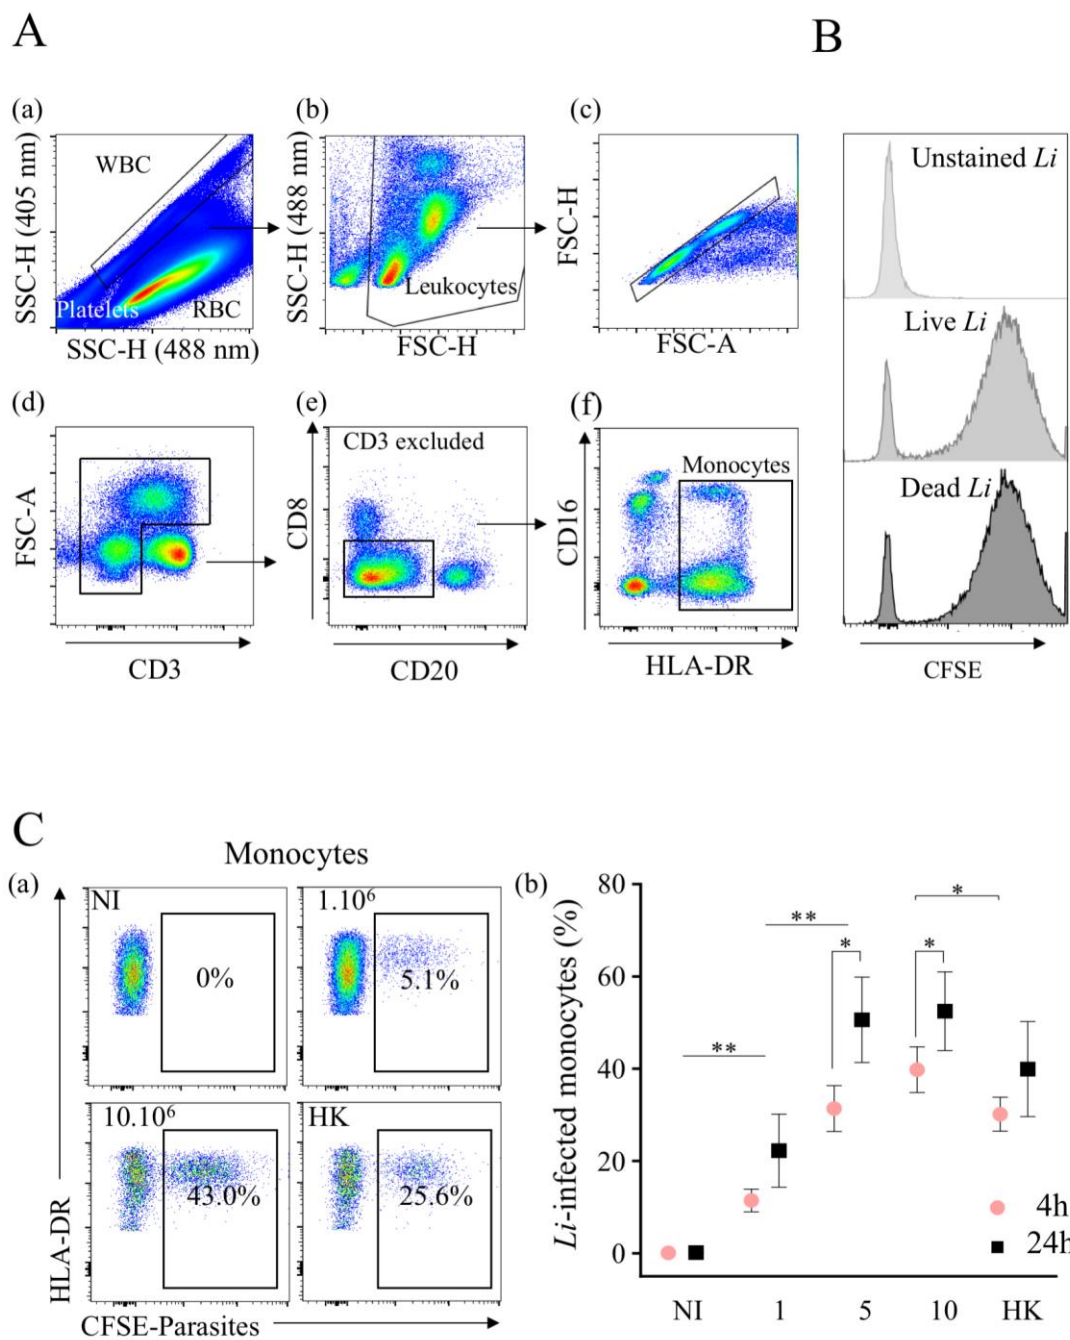 A
B
(a)
(b)
(c)
WBC
Platelets
RBC
SSC-H (405 nm)
SSC-H (488 nm)
SSC-H (488 nm)
Leukocytes
FSC-H
FSC-H
FSC-A
Unstained Li
Live Li
Dead Li
CFSE
(d)
(e)
(f)
FSC-A
CD3
CD3 excluded
CD8
CD20
Monocytes
CD16
HLA-DR
C
Monocytes
(a)
NI
0%
1.10⁶
5.1%
10.10⁶
43.0%
HK
25.6%
HLA-DR
CFSE-Parasites
(b)
Li-infected monocytes (%)
80
60
40
20
0
**
**
*
*
*
4h
24h
NI 1 5 10 HK